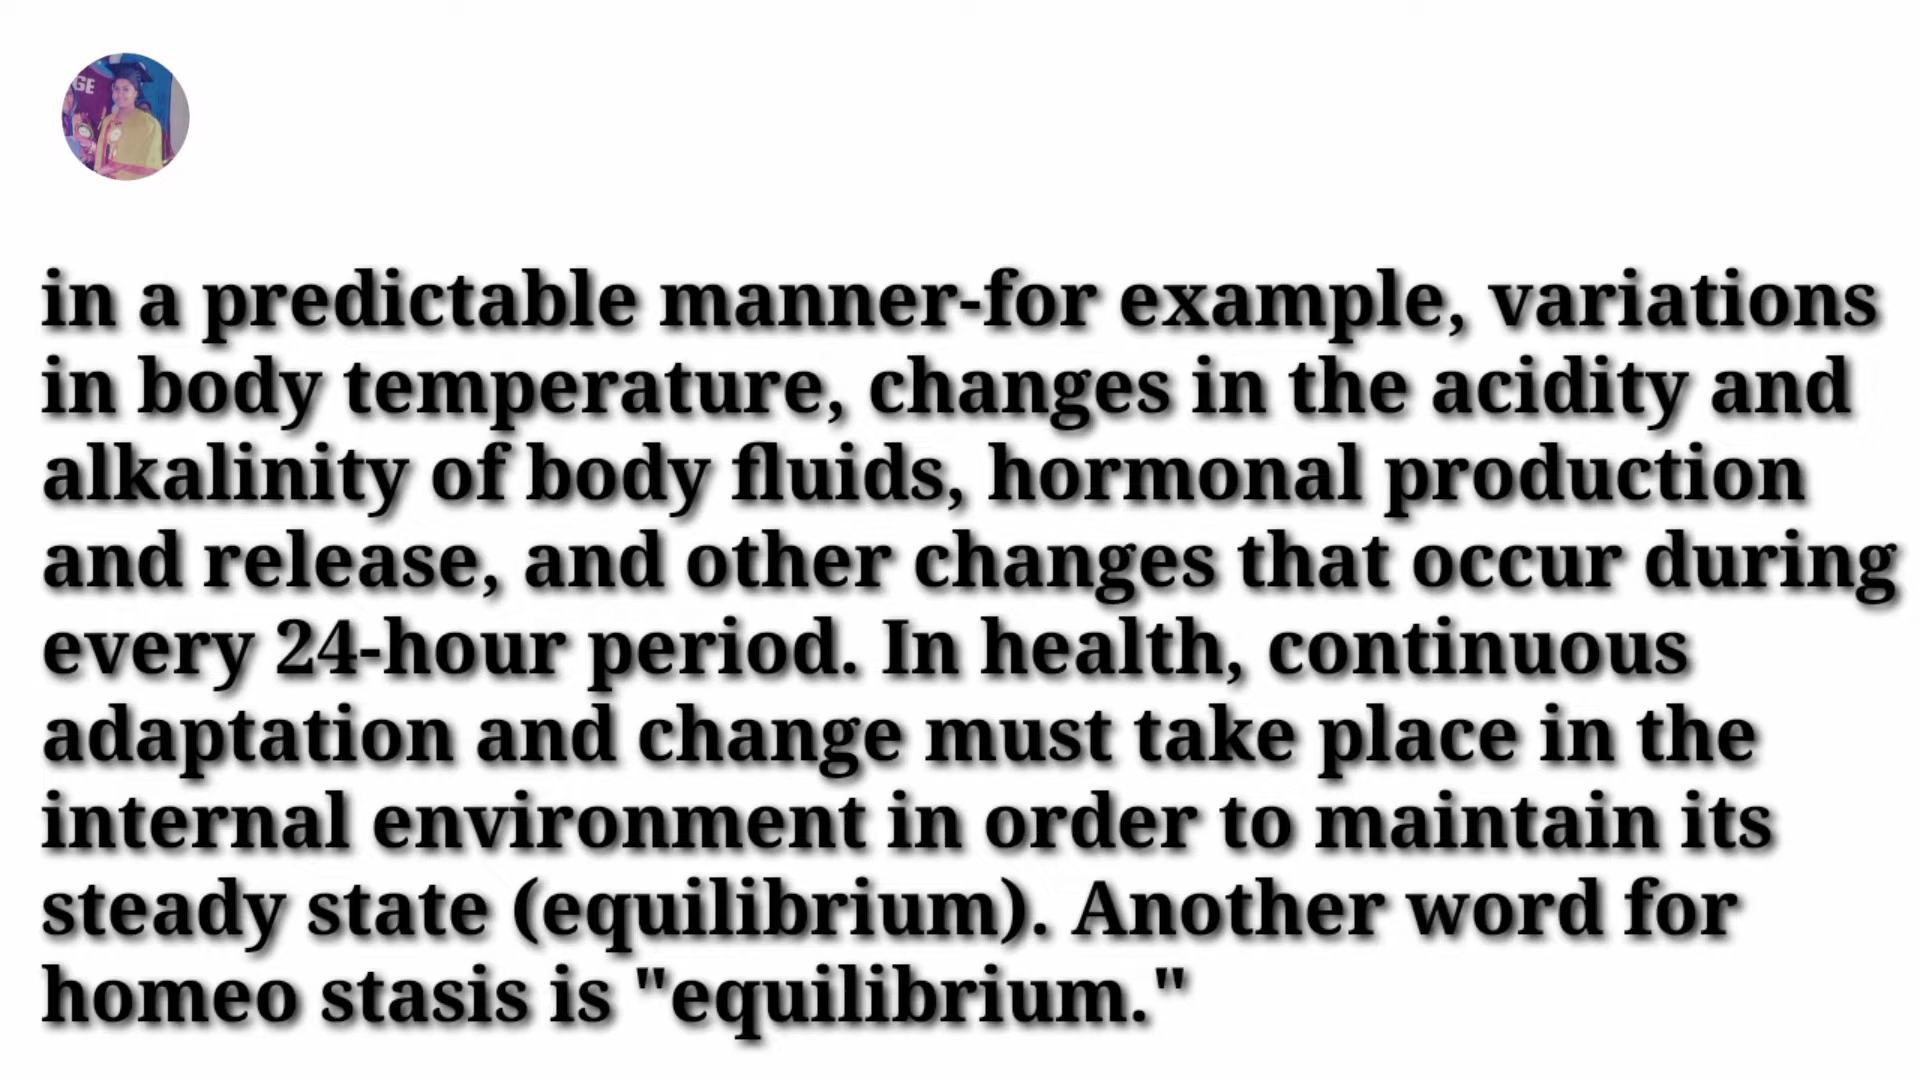 GE
in a predictable manner-for example, variations
in body temperature, changes in the acidity and
alkalinity of body fluids, hormonal production
and release, and other changes that occur during
every 24-hour period. In health, continuous
adaptation and change must take place in the
internal environment in order to maintain its
steady state (equilibrium). Another word for
homeo stasis is "equilibrium."